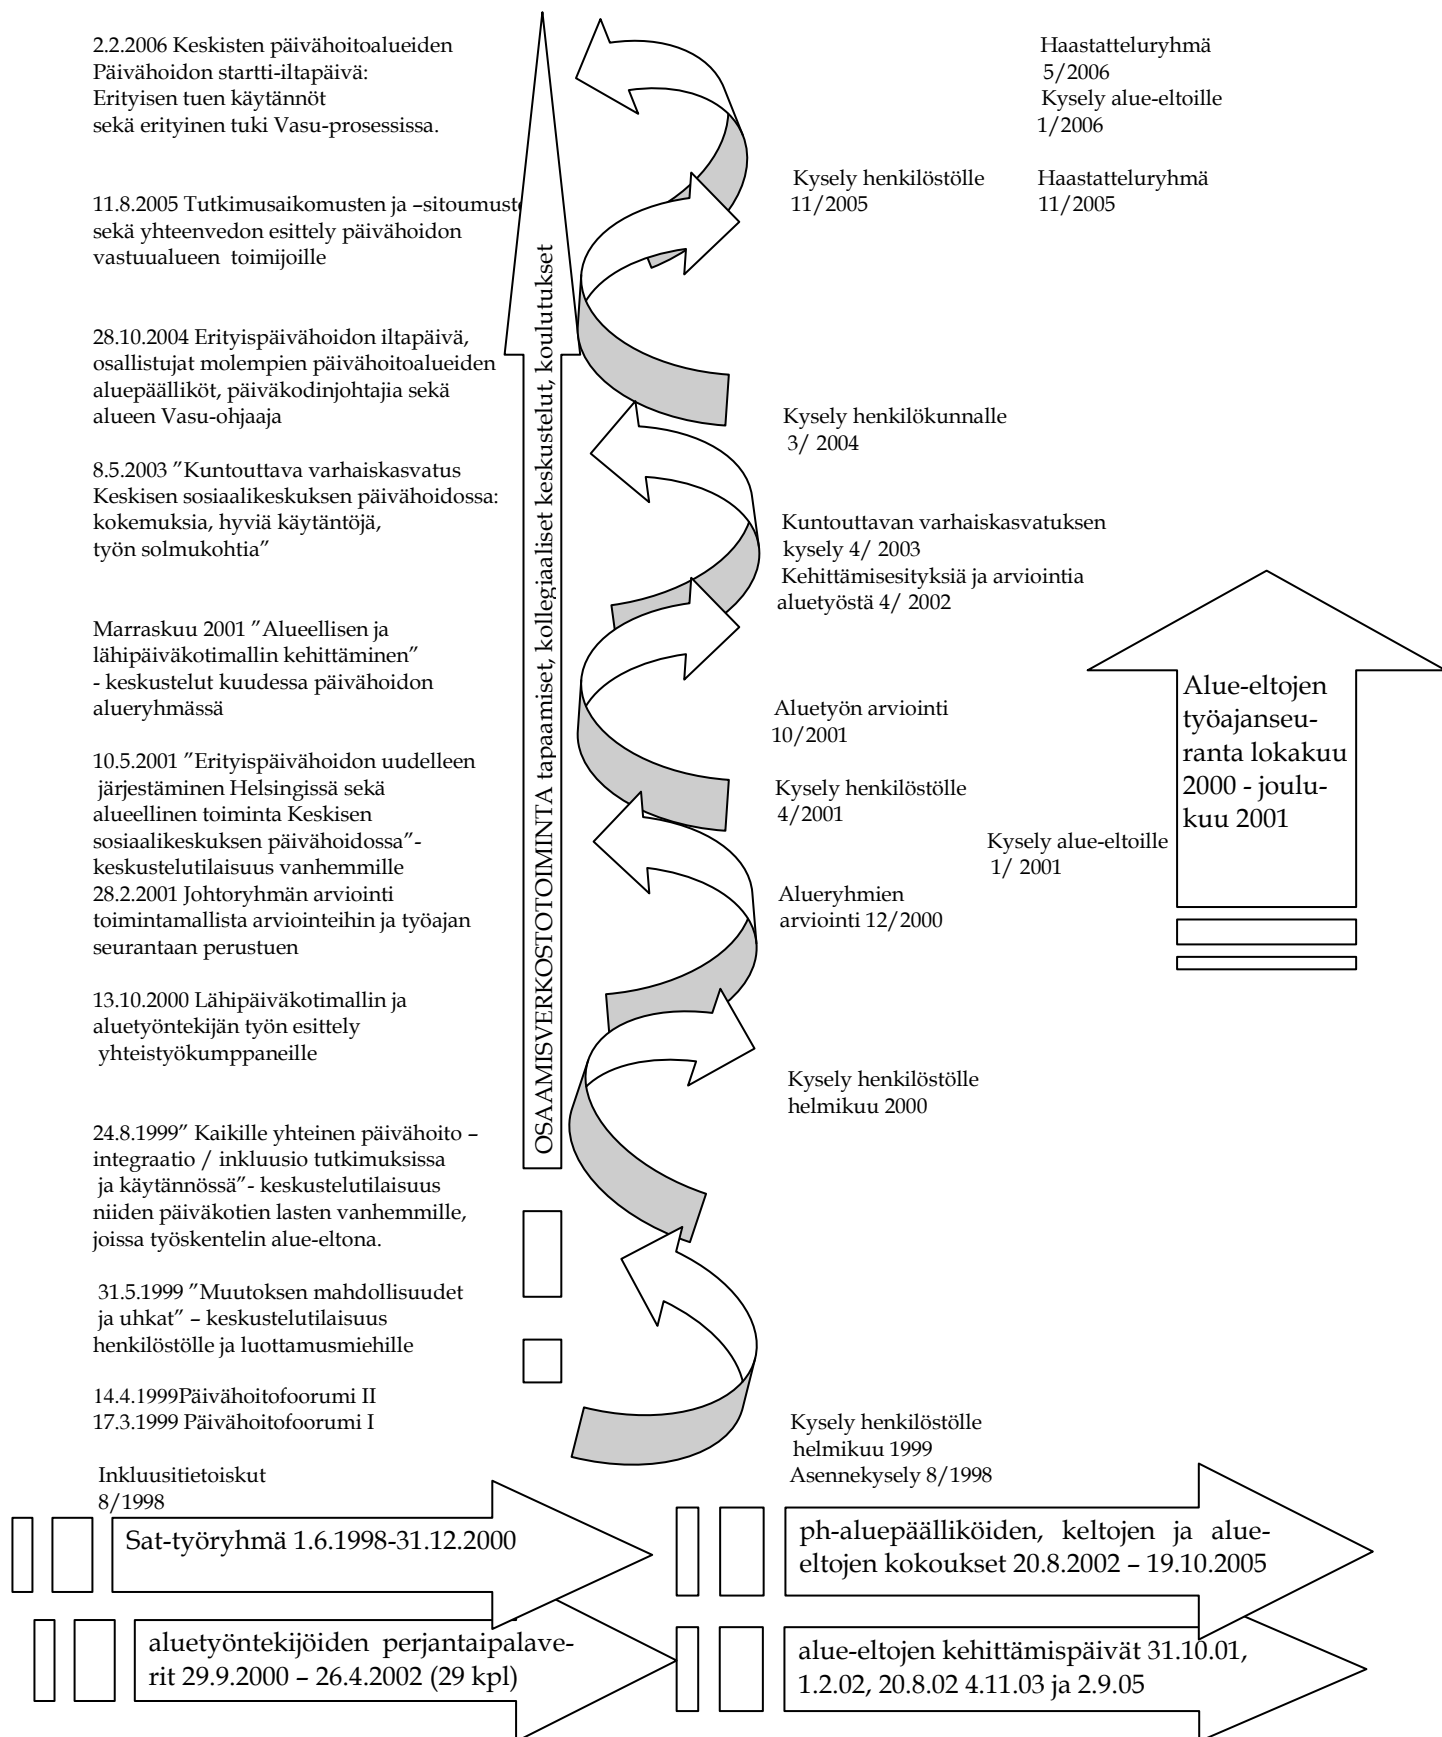 2.2.2006 Keskisten päivähoitoalueiden
Päivähoidon startti-iltapäivä:
Erityisen tuen käytännöt
sekä erityinen tuki Vasu-prosessissa.
11.8.2005 Tutkimusaikomusten ja –sitoumust
sekä yhteenvedon esittely päivähoidon
vastuualueen toimijoille
28.10.2004 Erityispäivähoidon iltapäivä,
osallistujat molempien päivähoitoalueiden
aluepäälliköt, päiväkodinjohtajia sekä
alueen Vasu-ohjaaja
8.5.2003 ”Kuntouttava varhaiskasvatus
Keskisen sosiaalikeskuksen päivähoidossa:
kokemuksia, hyviä käytäntöjä,
työn solmukohtia”
Marraskuu 2001 ”Alueellisen ja
lähipäiväkotimallin kehittäminen”
- keskustelut kuudessa päivähoidon
alueryhmässä
10.5.2001 ”Erityispäivähoidon uudelleen
järjestäminen Helsingissä sekä
alueellinen toiminta Keskisen
sosiaalikeskuksen päivähoidossa”-
keskustelutilaisuus vanhemmille
28.2.2001 Johtoryhmän arviointi
toimintamallista arviointeihin ja työajan
seurantaan perustuen
13.10.2000 Lähipäiväkotimallin ja
aluetyöntekijän työn esittely
yhteistyökumppaneille
24.8.1999” Kaikille yhteinen päivähoito –
integraatio / inkluusio tutkimuksissa
ja käytännössä”- keskustelutilaisuus
niiden päiväkotien lasten vanhemmille,
joissa työskentelin alue-eltona.
31.5.1999 ”Muutoksen mahdollisuudet
ja uhkat” – keskustelutilaisuus
henkilöstölle ja luottamusmiehille
14.4.1999Päivähoitofoorumi II
17.3.1999 Päivähoitofoorumi I
Inkluusitietoiskut
8/1998
OSAAMISVERKOSTOTOIMINTA tapaamiset, kollegiaaliset keskustelut, koulutukset
Haastatteluryhmä
5/2006
Kysely alue-eltoille
1/2006
Kysely henkilöstölle
11/2005
Haastatteluryhmä
11/2005
Kysely henkilökunnalle
3/ 2004
Kuntouttavan varhaiskasvatuksen
kysely 4/ 2003
Kehittämisesityksiä ja arviointia
aluetyöstä 4/ 2002
Aluetyön arviointi
10/2001
Kysely henkilöstölle
4/2001
Kysely alue-eltoille
1/ 2001
Alueryhmien
arviointi 12/2000
Alue-eltojen
työajanseu-
ranta lokakuu
2000 - joulu-
kuu 2001
Kysely henkilöstölle
helmikuu 2000
Kysely henkilöstölle
helmikuu 1999
Asennekysely 8/1998
Sat-työryhmä 1.6.1998-31.12.2000
ph-aluepäälliköiden, keltojen ja alue-
eltojen kokoukset 20.8.2002 – 19.10.2005
aluetyöntekijöiden perjantaipalave-
rit 29.9.2000 – 26.4.2002 (29 kpl)
alue-eltojen kehittämispäivät 31.10.01,
1.2.02, 20.8.02 4.11.03 ja 2.9.05